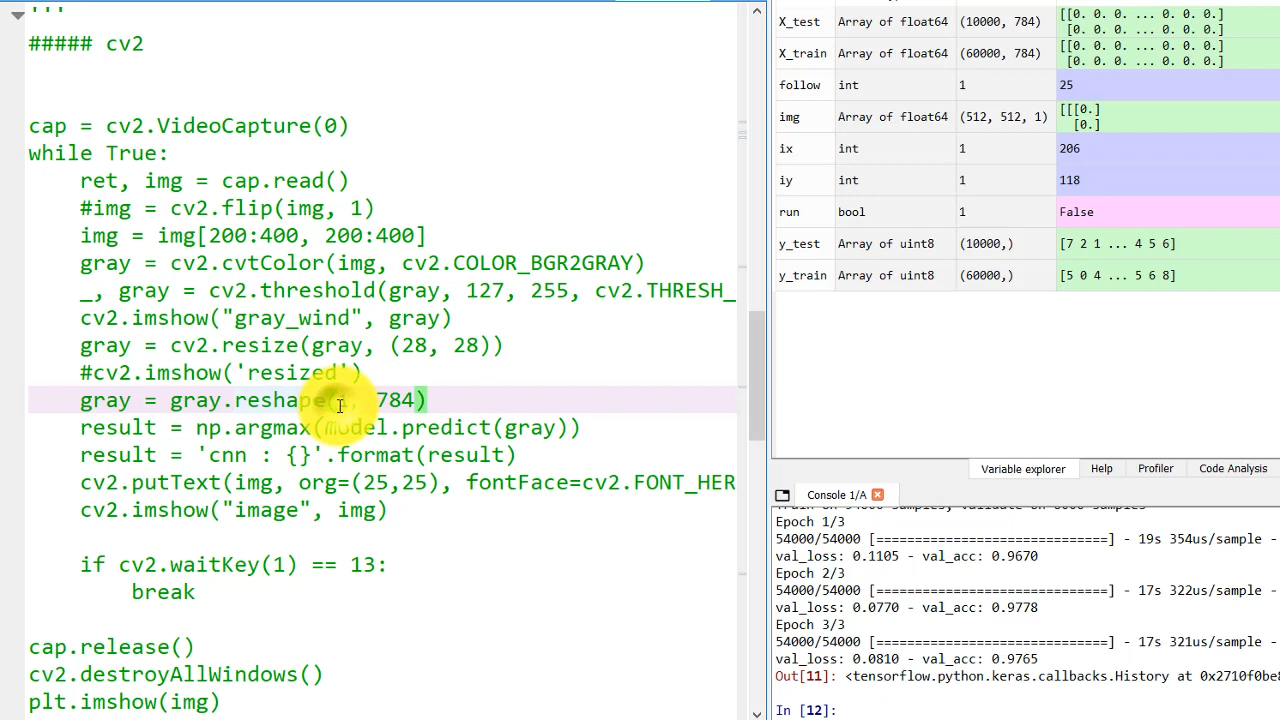 '''
##### cv2
cap = cv2.VideoCapture(0)
while True:
ret, img = cap.read()
#img = cv2.flip(img, 1)
img = img[200:400, 200:400]
gray = cv2.cvtColor(img, cv2.COLOR_BGR2GRAY)
_, gray = cv2.threshold(gray, 127, 255, cv2.THRESH_
cv2.imshow("gray_wind", gray)
gray = cv2.resize(gray, (28, 28))
#cv2.imshow('resized')
gray = gray.reshape(1, 784)
result = np.argmax(model.predict(gray))
result = 'cnn : {}'.format(result)
cv2.putText(img, org=(25,25), fontFace=cv2.FONT_HER
cv2.imshow("image", img)
if cv2.waitKey(1) == 13:
break
cap.release()
cv2.destroyAllWindows()
plt.imshow(img)
X_test Array of float64 (10000, 784) [[0. 0. 0. ... 0. 0. 0.]
[0. 0. 0. ... 0. 0. 0.]
X_train Array of float64 (60000, 784) [[0. 0. 0. ... 0. 0. 0.]
[0. 0. 0. ... 0. 0. 0.]
follow int 1 25
img Array of float64 (512, 512, 1) [[[0.]
[0.]
ix int 1 206
iy int 1 118
run bool 1 False
y_test Array of uint8 (10000,) [7 2 1 ... 4 5 6]
y_train Array of uint8 (60000,) [5 0 4 ... 5 6 8]
Variable explorer Help Profiler Code Analysis
Console 1/A
Train on 54000 samples, validate on 6000 samples
Epoch 1/3
54000/54000 [==============================] - 19s 354us/sample -
val_loss: 0.1105 - val_acc: 0.9670
Epoch 2/3
54000/54000 [==============================] - 17s 322us/sample -
val_loss: 0.0770 - val_acc: 0.9778
Epoch 3/3
54000/54000 [==============================] - 17s 321us/sample -
val_loss: 0.0810 - val_acc: 0.9765
Out[11]: <tensorflow.python.keras.callbacks.History at 0x2710f0be8
In [12]: